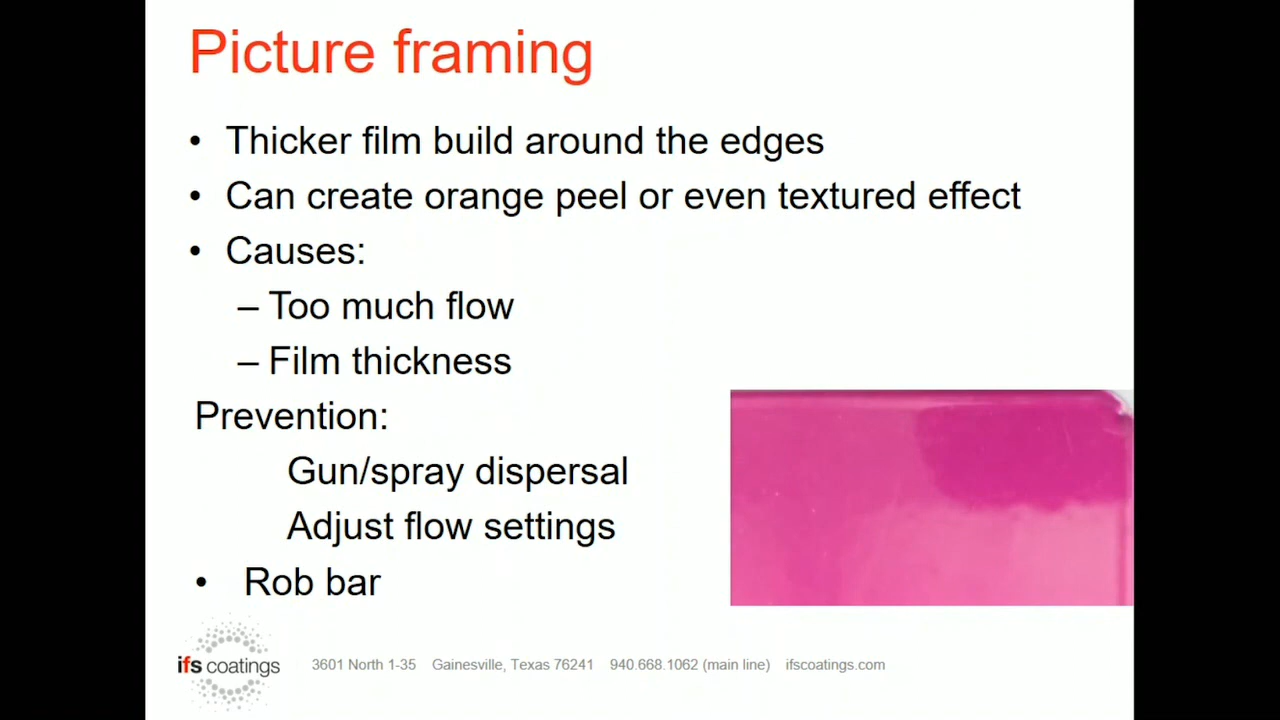 Picture framing
• Thicker film build around the edges
• Can create orange peel or even textured effect
• Causes:
– Too much flow
– Film thickness
Prevention:
Gun/spray dispersal
Adjust flow settings
• Rob bar
ifs coatings
3601 North 1-35 Gainesville, Texas 76241 940.668.1062 (main line) ifscoatings.com